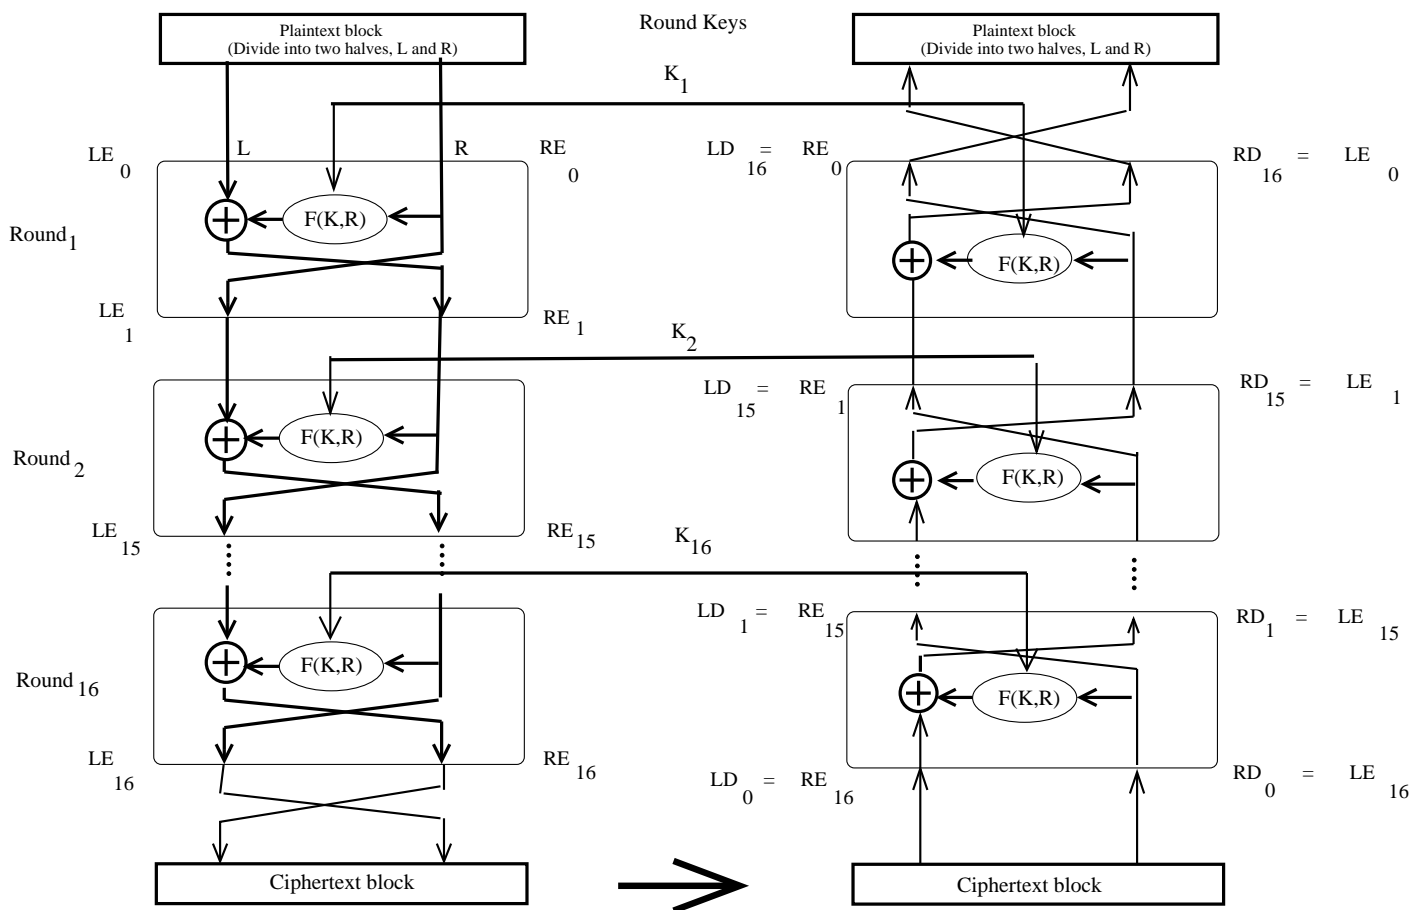 Plaintext block
(Divide into two halves, L and R)
Round Keys
Plaintext block
(Divide into two halves, L and R)
K1
LE0
L
R
RE0
LD16 = RE0
RD16 = LE0
Round1
F(K,R)
F(K,R)
LE1
RE1
K2
LD15 = RE1
RD15 = LE1
Round2
F(K,R)
F(K,R)
LE15
RE15
K16
LD1 = RE15
RD1 = LE15
Round16
F(K,R)
F(K,R)
LE16
RE16
LD0 = RE16
RD0 = LE16
Ciphertext block
Ciphertext block